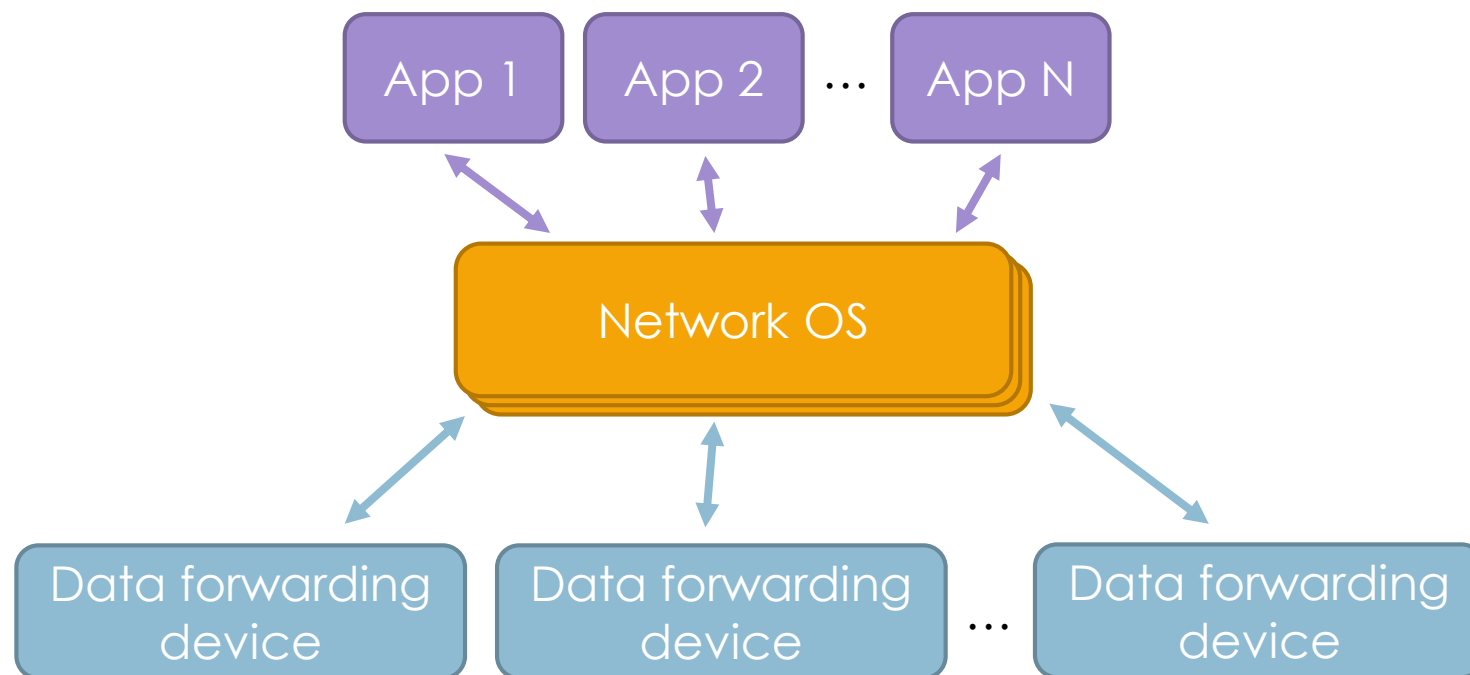 App 1
App 2
...
App N
Network OS
Data forwarding
device
Data forwarding
device
...
Data forwarding
device